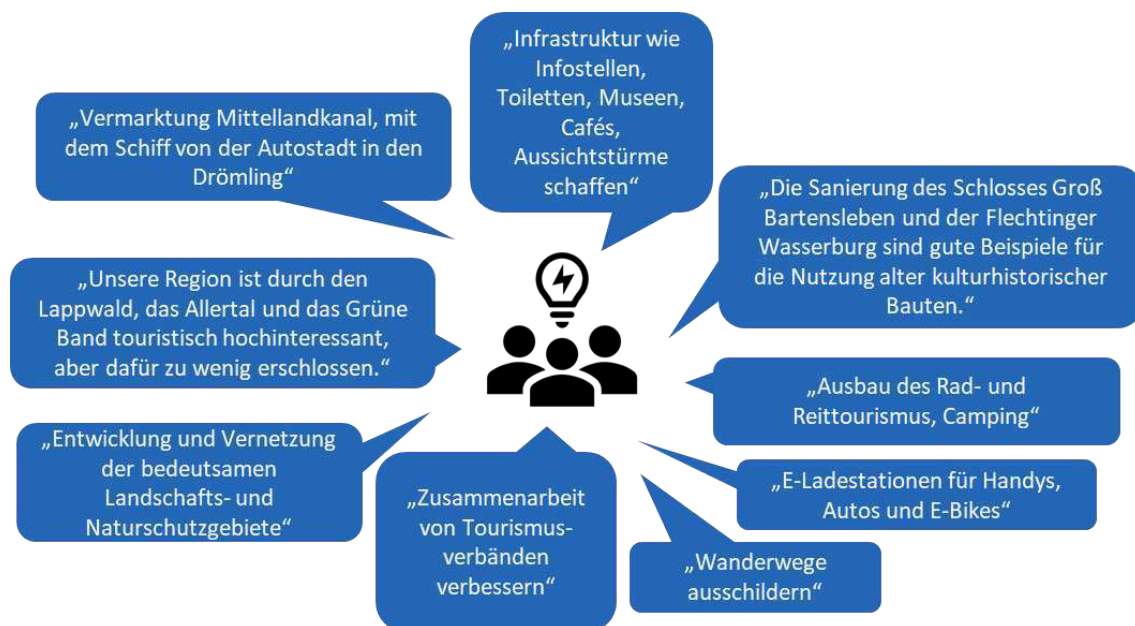 „Infrastruktur wie
Infostellen,
Toiletten, Museen,
Cafés,
Aussichtstürme
schaffen“
„Vermarktung Mittellandkanal, mit
dem Schiff von der Autostadt in den
Drömling“
„Die Sanierung des Schlosses Groß
Bartensleben und der Flechtinger
Wasserburg sind gute Beispiele für
die Nutzung alter kulturhistorischer
Bauten.“
„Unsere Region ist durch den
Lappwald, das Allertal und das Grüne
Band touristisch hochinteressant,
aber dafür zu wenig erschlossen.“
„Ausbau des Rad- und
Reittourismus, Camping“
„Entwicklung und Vernetzung
der bedeutsamen
Landschafts- und
Naturschutzgebiete“
„E-Ladestationen für Handys,
Autos und E-Bikes“
„Zusammenarbeit
von Tourismus-
verbänden
verbessern“
„Wanderwege
ausschildern“